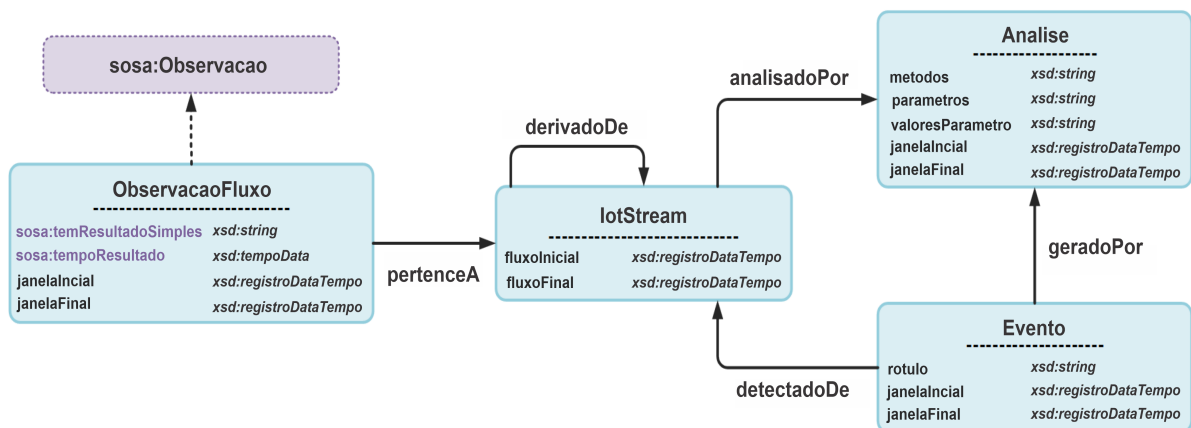 sosa:Observacao
ObservacaoFluxo
sosa:temResultadoSimples xsd:string
sosa:tempoResultado xsd:tempoData
janelaIncial xsd:registroDataTempo
janelaFinal xsd:registroDataTempo
pertenceA
derivadoDe
IotStream
fluxoInicial xsd:registroDataTempo
fluxoFinal xsd:registroDataTempo
analisadoPor
Analise
metodos xsd:string
parametros xsd:string
valoresParametro xsd:string
janelaIncial xsd:registroDataTempo
janelaFinal xsd:registroDataTempo
geradoPor
detectadoDe
Evento
rotulo xsd:string
janelaIncial xsd:registroDataTempo
janelaFinal xsd:registroDataTempo